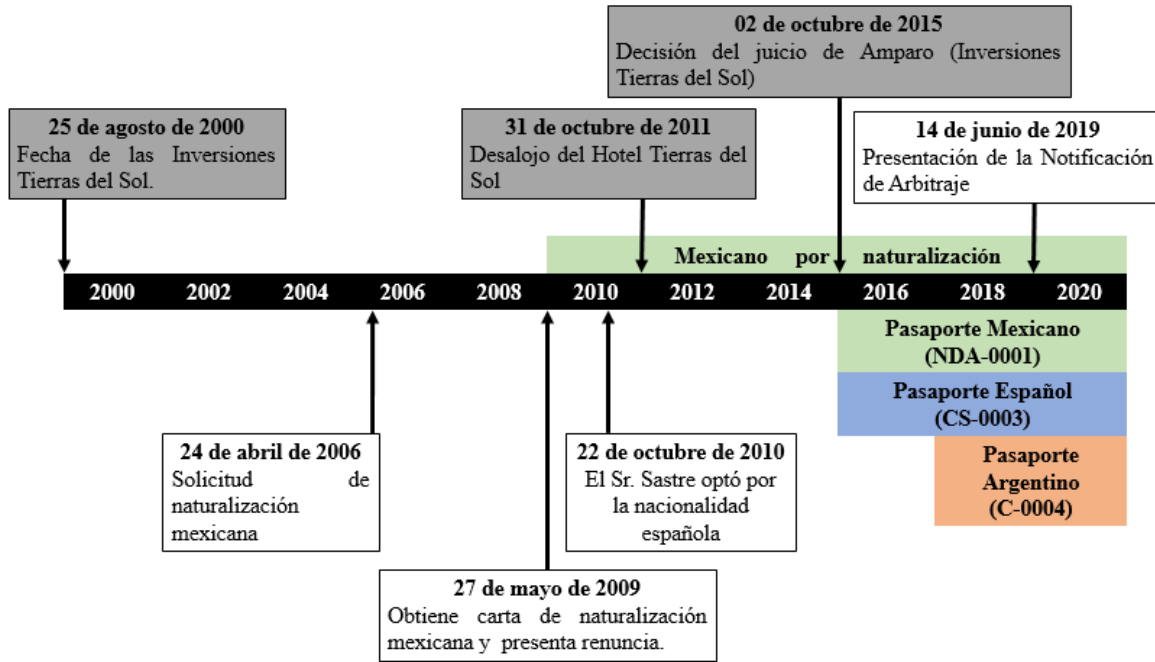 02 de octubre de 2015
Decisión del juicio de Amparo (Inversiones
Tierras del Sol)
25 de agosto de 2000
Fecha de las Inversiones
Tierras del Sol.
31 de octubre de 2011
Desalojo del Hotel Tierras del
Sol
14 de junio de 2019
Presentación de la Notificación
de Arbitraje
Mexicano por naturalización
2000 2002 2004 2006 2008 2010 2012 2014 2016 2018 2020
Pasaporte Mexicano
(NDA-0001)
Pasaporte Español
(CS-0003)
Pasaporte
Argentino
(C-0004)
24 de abril de 2006
Solicitud de
naturalización
mexicana
22 de octubre de 2010
El Sr. Sastre optó por
la nacionalidad
española
27 de mayo de 2009
Obtiene carta de naturalización
mexicana y presenta renuncia.